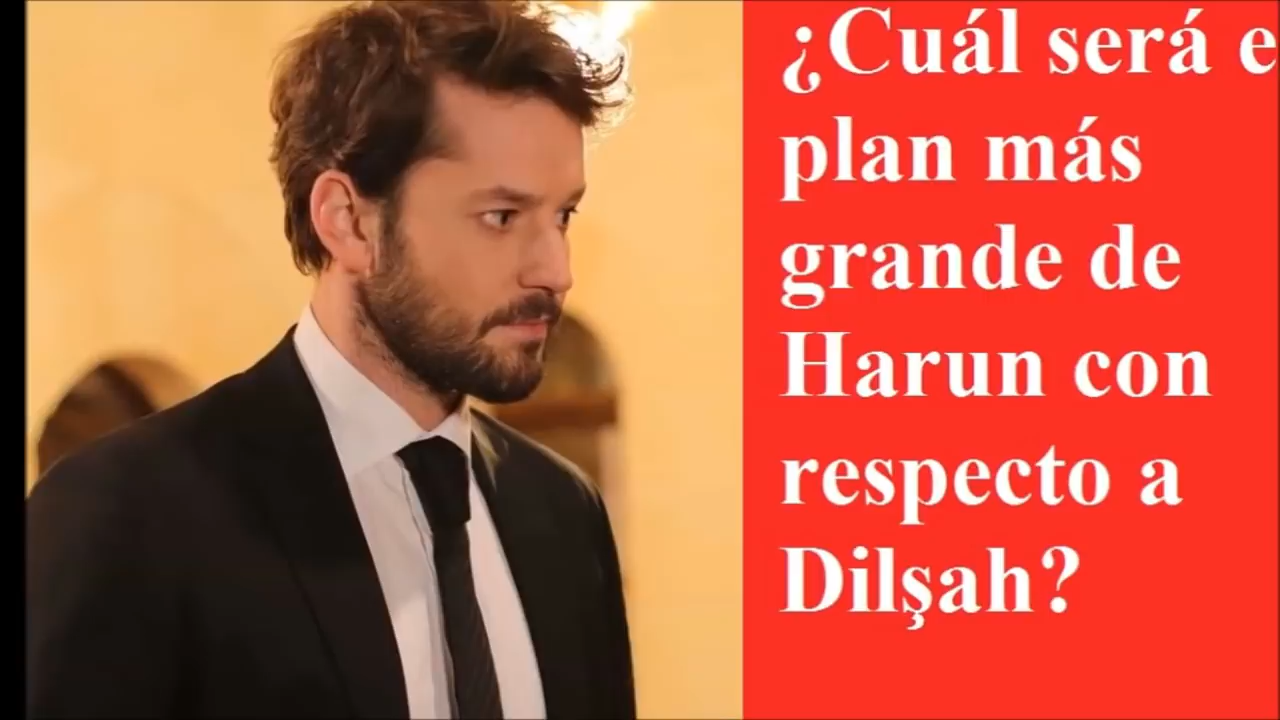 ¿Cuál será e
plan más
grande de
Harun con
respecto a
Dilşah?